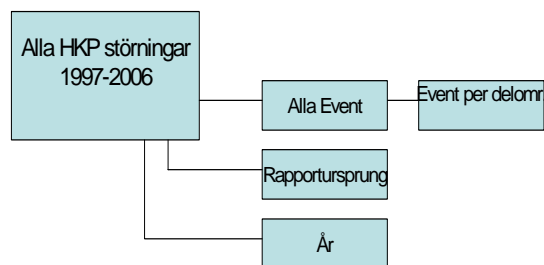 Alla HKP störningar
1997-2006
Alla Event
Event per delomr
Rapportursprung
År